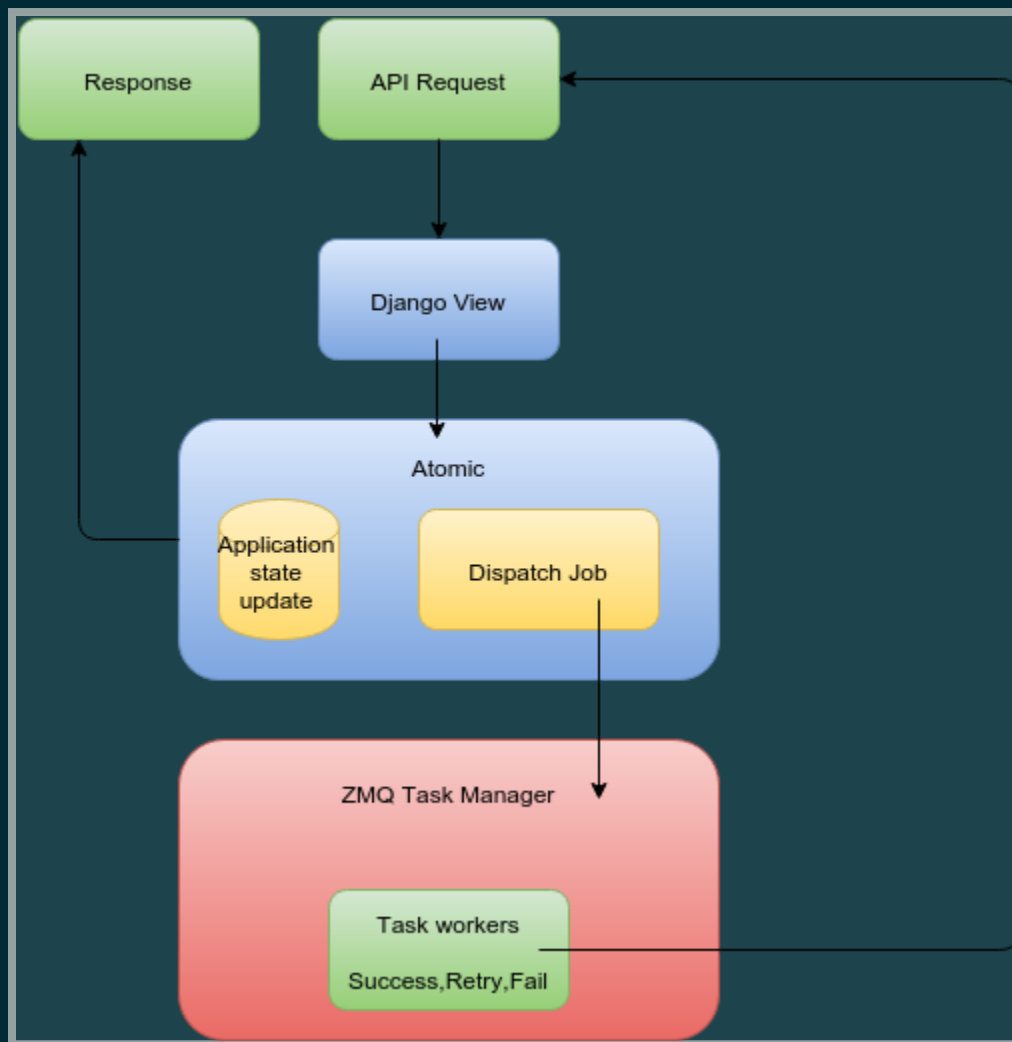 Response
API Request
Django View
Atomic
Application
state
update
Dispatch Job
ZMQ Task Manager
Task workers
Success,Retry,Fail